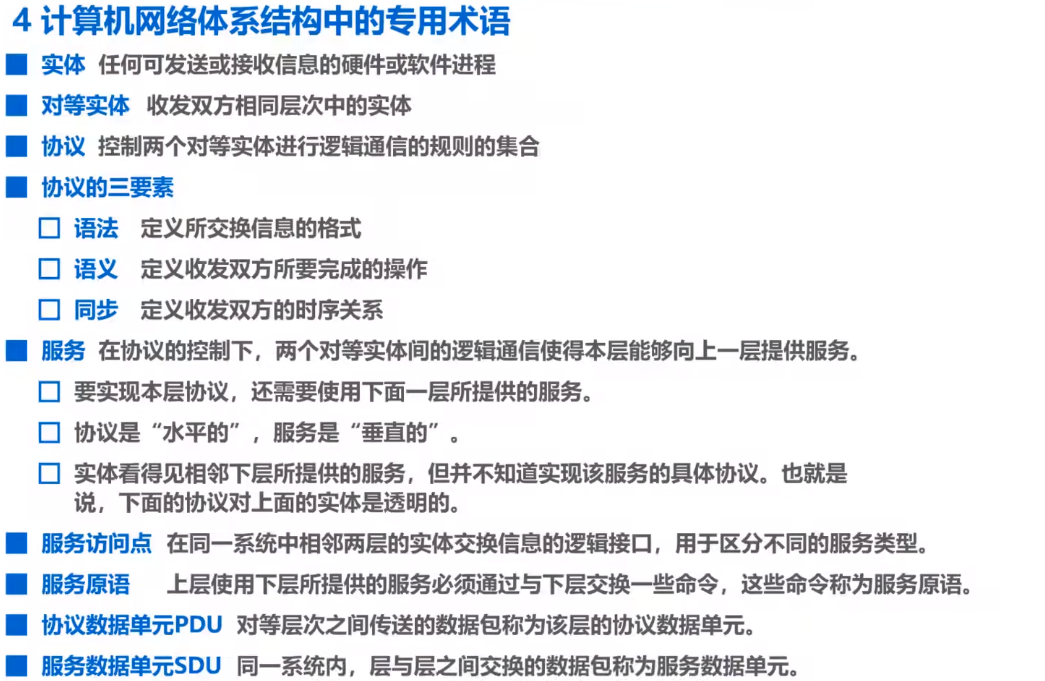 4 计算机网络体系结构中的专用术语
实体 任何可发送或接收信息的硬件或软件进程
对等实体 收发双方相同层次中的实体
协议 控制两个对等实体进行逻辑通信的规则的集合
协议的三要素
语法 定义所交换信息的格式
语义 定义收发双方所要完成的操作
同步 定义收发双方的时序关系
服务 在协议的控制下，两个对等实体间的逻辑通信使得本层能够向上一层提供服务。
要实现本层协议，还需要使用下面一层所提供的服务。
协议是“水平的”，服务是“垂直的”。
实体看得见相邻下层所提供的服务，但并不知道实现该服务的具体协议。也就是
说，下面的协议对上面的实体是透明的。
服务访问点 在同一系统中相邻两层的实体交换信息的逻辑接口，用于区分不同的服务类型。
服务原语 上层使用下层所提供的服务必须通过与下层交换一些命令，这些命令称为服务原语。
协议数据单元PDU 对等层次之间传送的数据包称为该层的协议数据单元。
服务数据单元SDU 同一系统内，层与层之间交换的数据包称为服务数据单元。